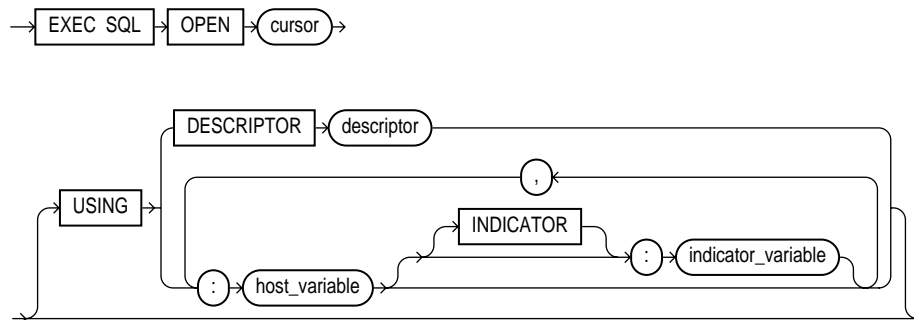 EXEC SQL OPEN cursor
DESCRIPTOR descriptor
,
USING INDICATOR
: indicator_variable
: host_variable